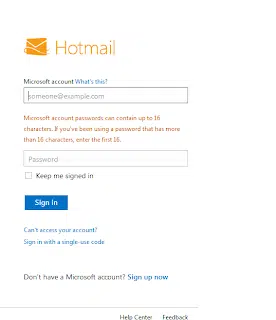 Hotmail
Microsoft account What's this?
someone@example.com
Microsoft account passwords can contain up to 16
characters. If you've been using a password that has more
than 16 characters, enter the first 16.
Password
Keep me signed in
Sign in
Can't access your account?
Sign in with a single-use code
Don't have a Microsoft account? Sign up now
Help Center Feedback